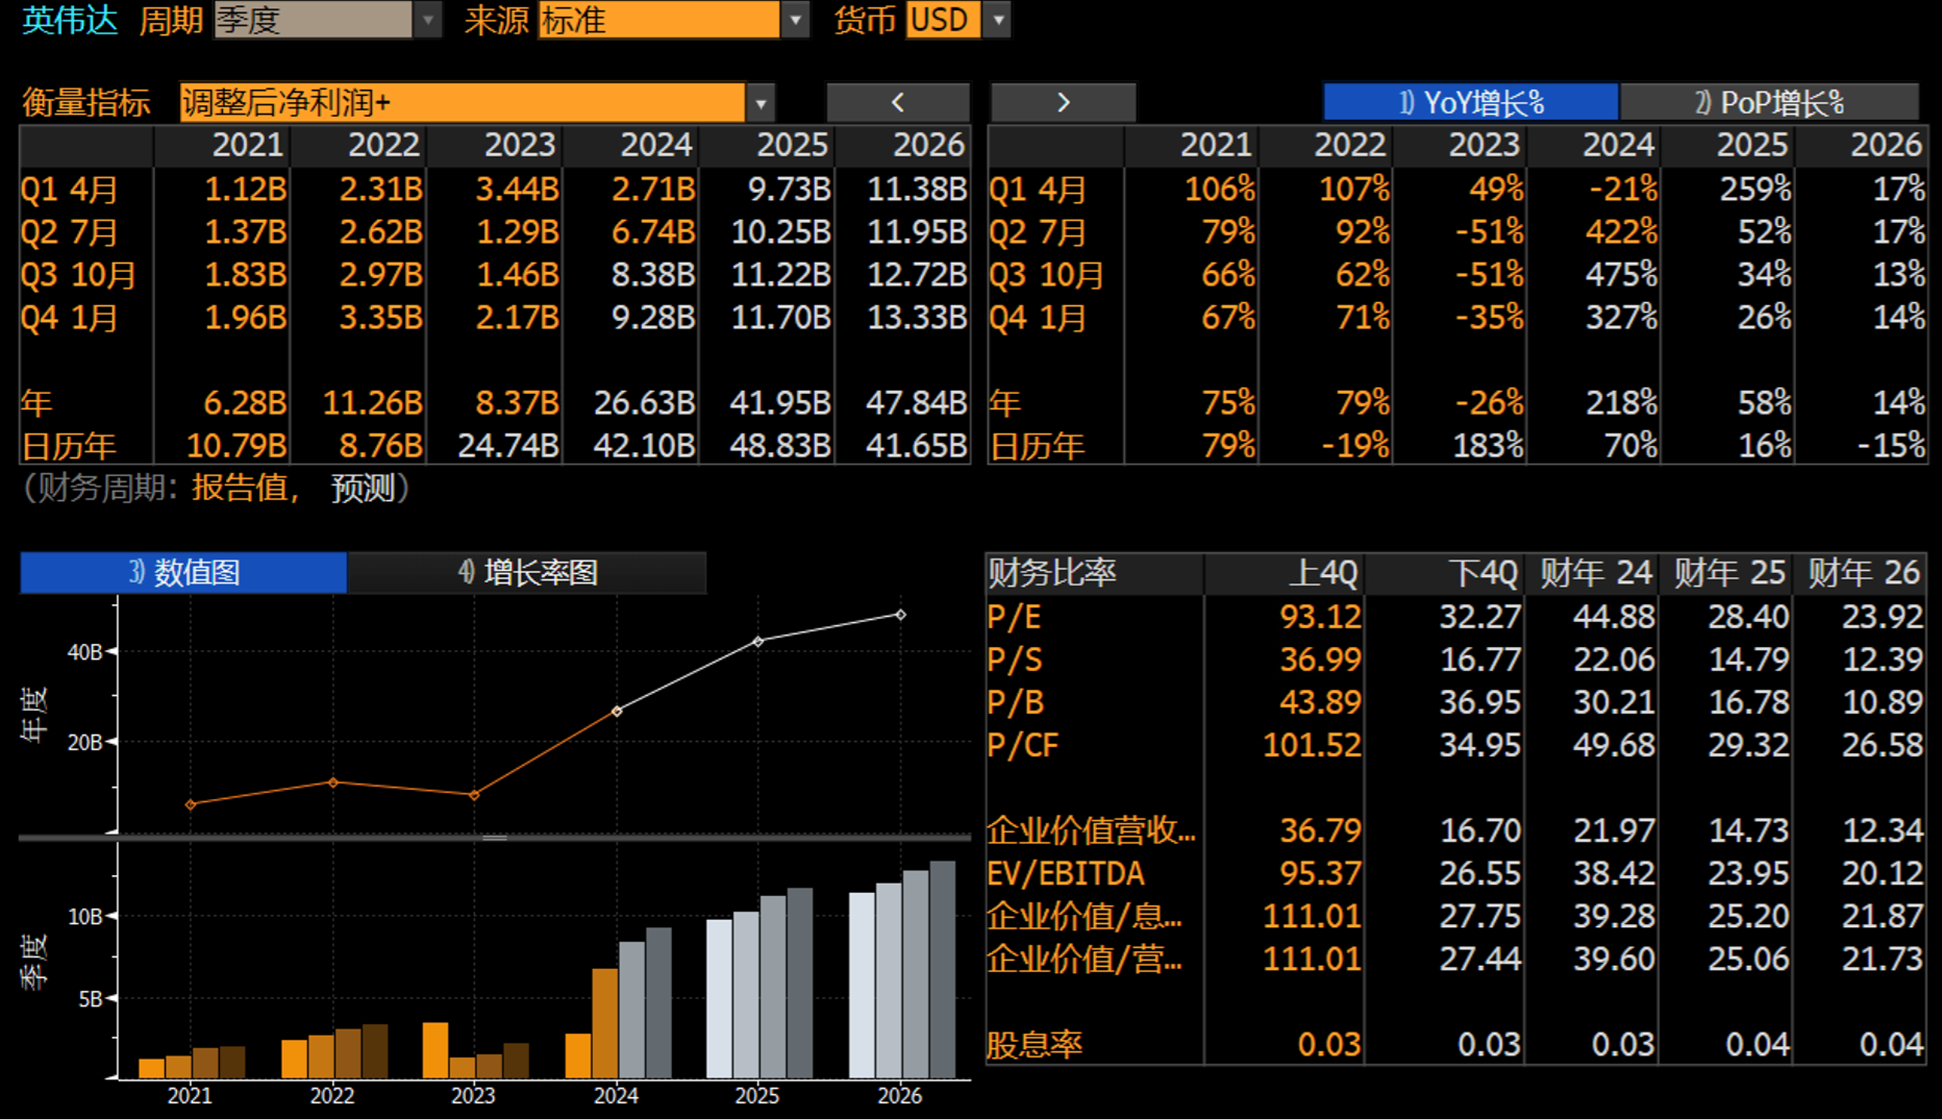 英伟达 周期 季度 来源 标准 货币 USD
衡量指标 调整后净利润+ < > 1) YoY增长% 2) PoP增长%
2021 2022 2023 2024 2025 2026
Q1 4月 1.12B 2.31B 3.44B 2.71B 9.73B 11.38B
Q2 7月 1.37B 2.62B 1.29B 6.74B 10.25B 11.95B
Q3 10月 1.83B 2.97B 1.46B 8.38B 11.22B 12.72B
Q4 1月 1.96B 3.35B 2.17B 9.28B 11.70B 13.33B
年 6.28B 11.26B 8.37B 26.63B 41.95B 47.84B
日历年 10.79B 8.76B 24.74B 42.10B 48.83B 41.65B
2021 2022 2023 2024 2025 2026
Q1 4月 106% 107% 49% -21% 259% 17%
Q2 7月 79% 92% -51% 422% 52% 17%
Q3 10月 66% 62% -51% 475% 34% 13%
Q4 1月 67% 71% -35% 327% 26% 14%
年 75% 79% -26% 218% 58% 14%
日历年 79% -19% 183% 70% 16% -15%
(财务周期: 报告值, 预测)
3) 数值图 4) 增长率图
年度
40B
20B
季度
10B
5B
2021 2022 2023 2024 2025 2026
财务比率 上4Q 下4Q 财年 24 财年 25 财年 26
P/E 93.12 32.27 44.88 28.40 23.92
P/S 36.99 16.77 22.06 14.79 12.39
P/B 43.89 36.95 30.21 16.78 10.89
P/CF 101.52 34.95 49.68 29.32 26.58
企业价值营收... 36.79 16.70 21.97 14.73 12.34
EV/EBITDA 95.37 26.55 38.42 23.95 20.12
企业价值/息... 111.01 27.75 39.28 25.20 21.87
企业价值/营... 111.01 27.44 39.60 25.06 21.73
股息率 0.03 0.03 0.03 0.04 0.04